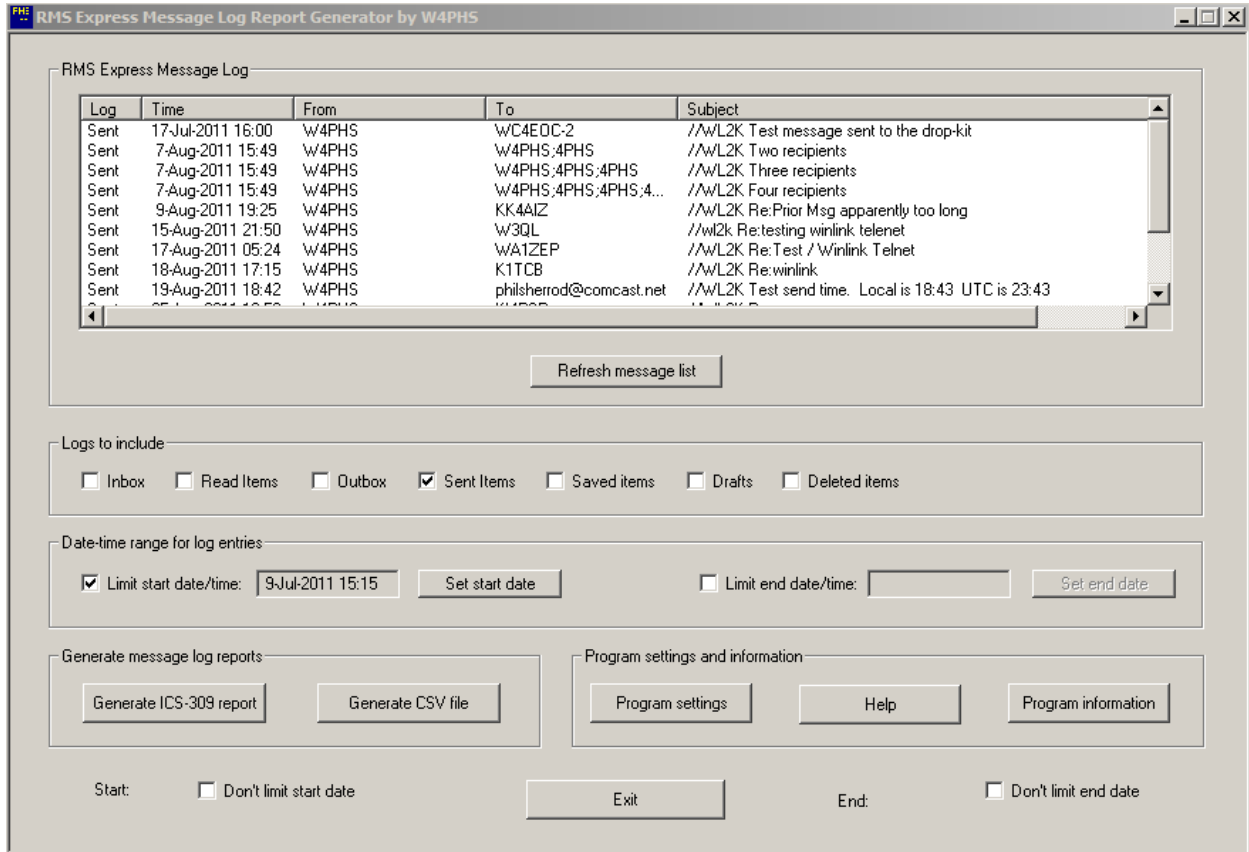 RMS Express Message Log Report Generator by W4PHS
RMS Express Message Log
Log Time From To Subject
Sent 17-Jul-2011 16:00 W4PHS WC4EOC-2 //WL2K Test message sent to the drop-kit
Sent 7-Aug-2011 15:49 W4PHS W4PHS;4PHS //WL2K Two recipients
Sent 7-Aug-2011 15:49 W4PHS W4PHS;4PHS;4PHS //WL2K Three recipients
Sent 7-Aug-2011 15:49 W4PHS W4PHS;4PHS;4PHS;4... //WL2K Four recipients
Sent 9-Aug-2011 19:25 W4PHS KK4AIZ //WL2K Re:Prior Msg apparently too long
Sent 15-Aug-2011 21:50 W4PHS W3QL //wl2k Re:testing winlink telenet
Sent 17-Aug-2011 05:24 W4PHS WA1ZEP //WL2K Re:Test / Winlink Telnet
Sent 18-Aug-2011 17:15 W4PHS K1TCB //WL2K Re:winlink
Sent 19-Aug-2011 18:42 W4PHS philsherrod@comcast.net //WL2K Test send time. Local is 18:43 UTC is 23:43
Refresh message list
Logs to include
Inbox Read Items Outbox Sent Items Saved items Drafts Deleted items
Date-time range for log entries
Limit start date/time: 9-Jul-2011 15:15 Set start date Limit end date/time: Set end date
Generate message log reports Program settings and information
Generate ICS-309 report Generate CSV file Program settings Help Program information
Start: Don't limit start date Exit End: Don't limit end date